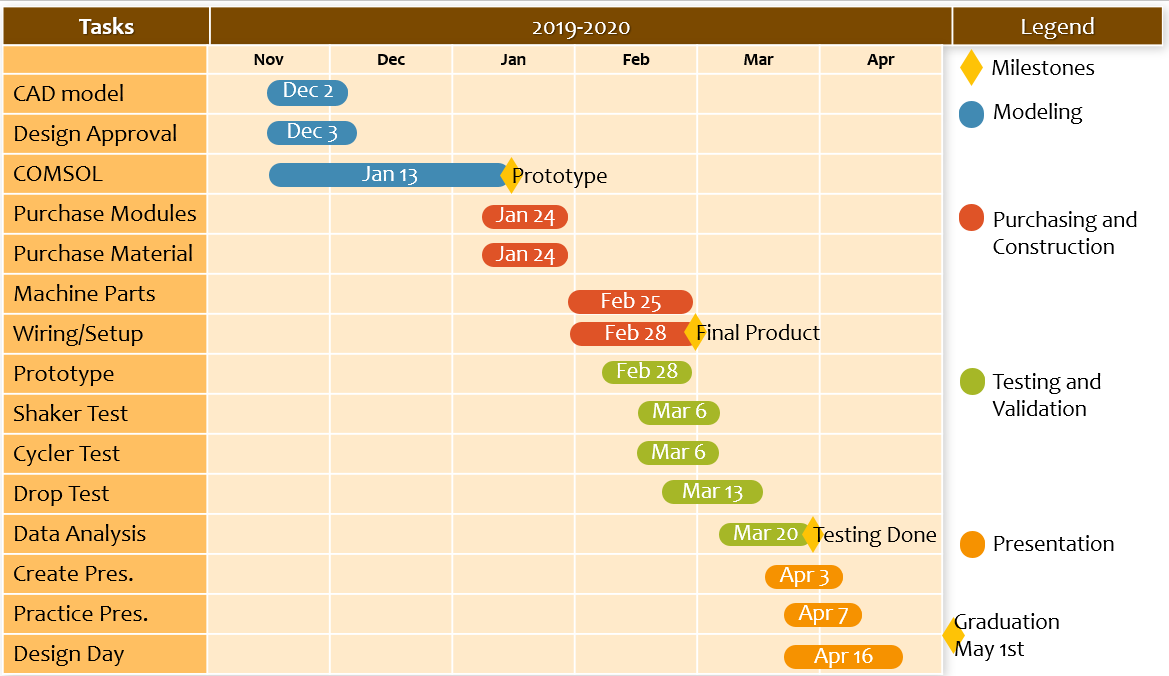 Tasks
2019-2020
Legend
Nov
Dec
Jan
Feb
Mar
Apr
Milestones
Modeling
Purchasing and
Construction
Testing and
Validation
Presentation
Graduation
May 1st
CAD model
Dec 2
Design Approval
Dec 3
COMSOL
Jan 13
Prototype
Purchase Modules
Jan 24
Purchase Material
Jan 24
Machine Parts
Feb 25
Wiring/Setup
Feb 28
Final Product
Prototype
Feb 28
Shaker Test
Mar 6
Cycler Test
Mar 6
Drop Test
Mar 13
Data Analysis
Mar 20
Testing Done
Create Pres.
Apr 3
Practice Pres.
Apr 7
Design Day
Apr 16